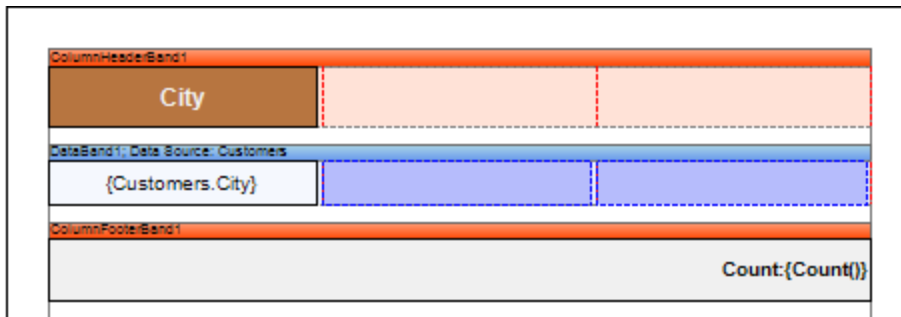 ColumnHeaderBand1
City
DataBand1; Data Source: Customers
{Customers.City}
ColumnFooterBand1
Count:{Count()}